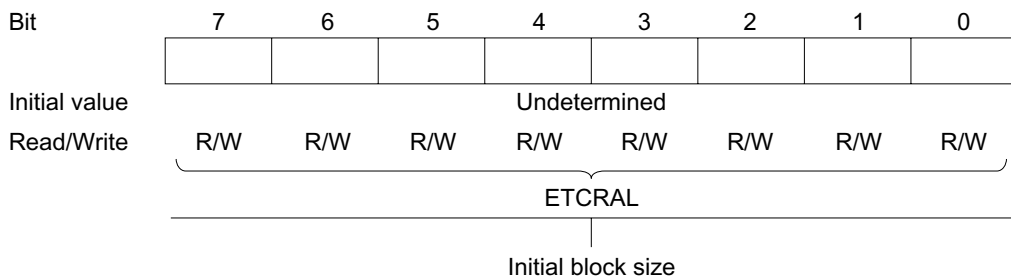 Bit 7 6 5 4 3 2 1 0
Initial value Undetermined
Read/Write R/W R/W R/W R/W R/W R/W R/W R/W
ETCRAL
Initial block size